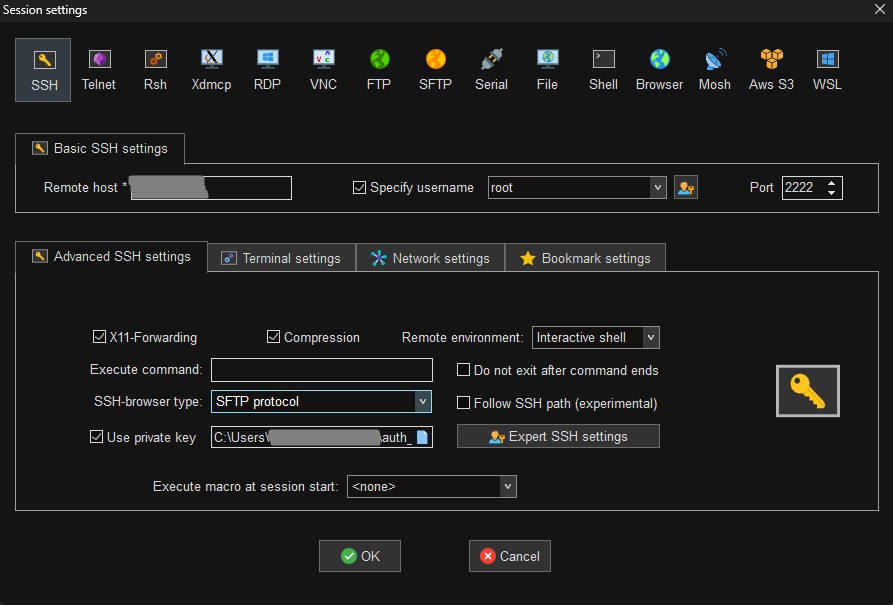 Session settings
SSH Telnet Rsh Xdmcp RDP VNC FTP SFTP Serial File Shell Browser Mosh Aws S3 WSL
Basic SSH settings
Remote host * Specify username root Port 2222
Advanced SSH settings Terminal settings Network settings Bookmark settings
X11-Forwarding Compression Remote environment: Interactive shell
Execute command: Do not exit after command ends
SSH-browser type: SFTP protocol Follow SSH path (experimental)
Use private key C:\Users\ \auth_ Expert SSH settings
Execute macro at session start: <none>
OK Cancel